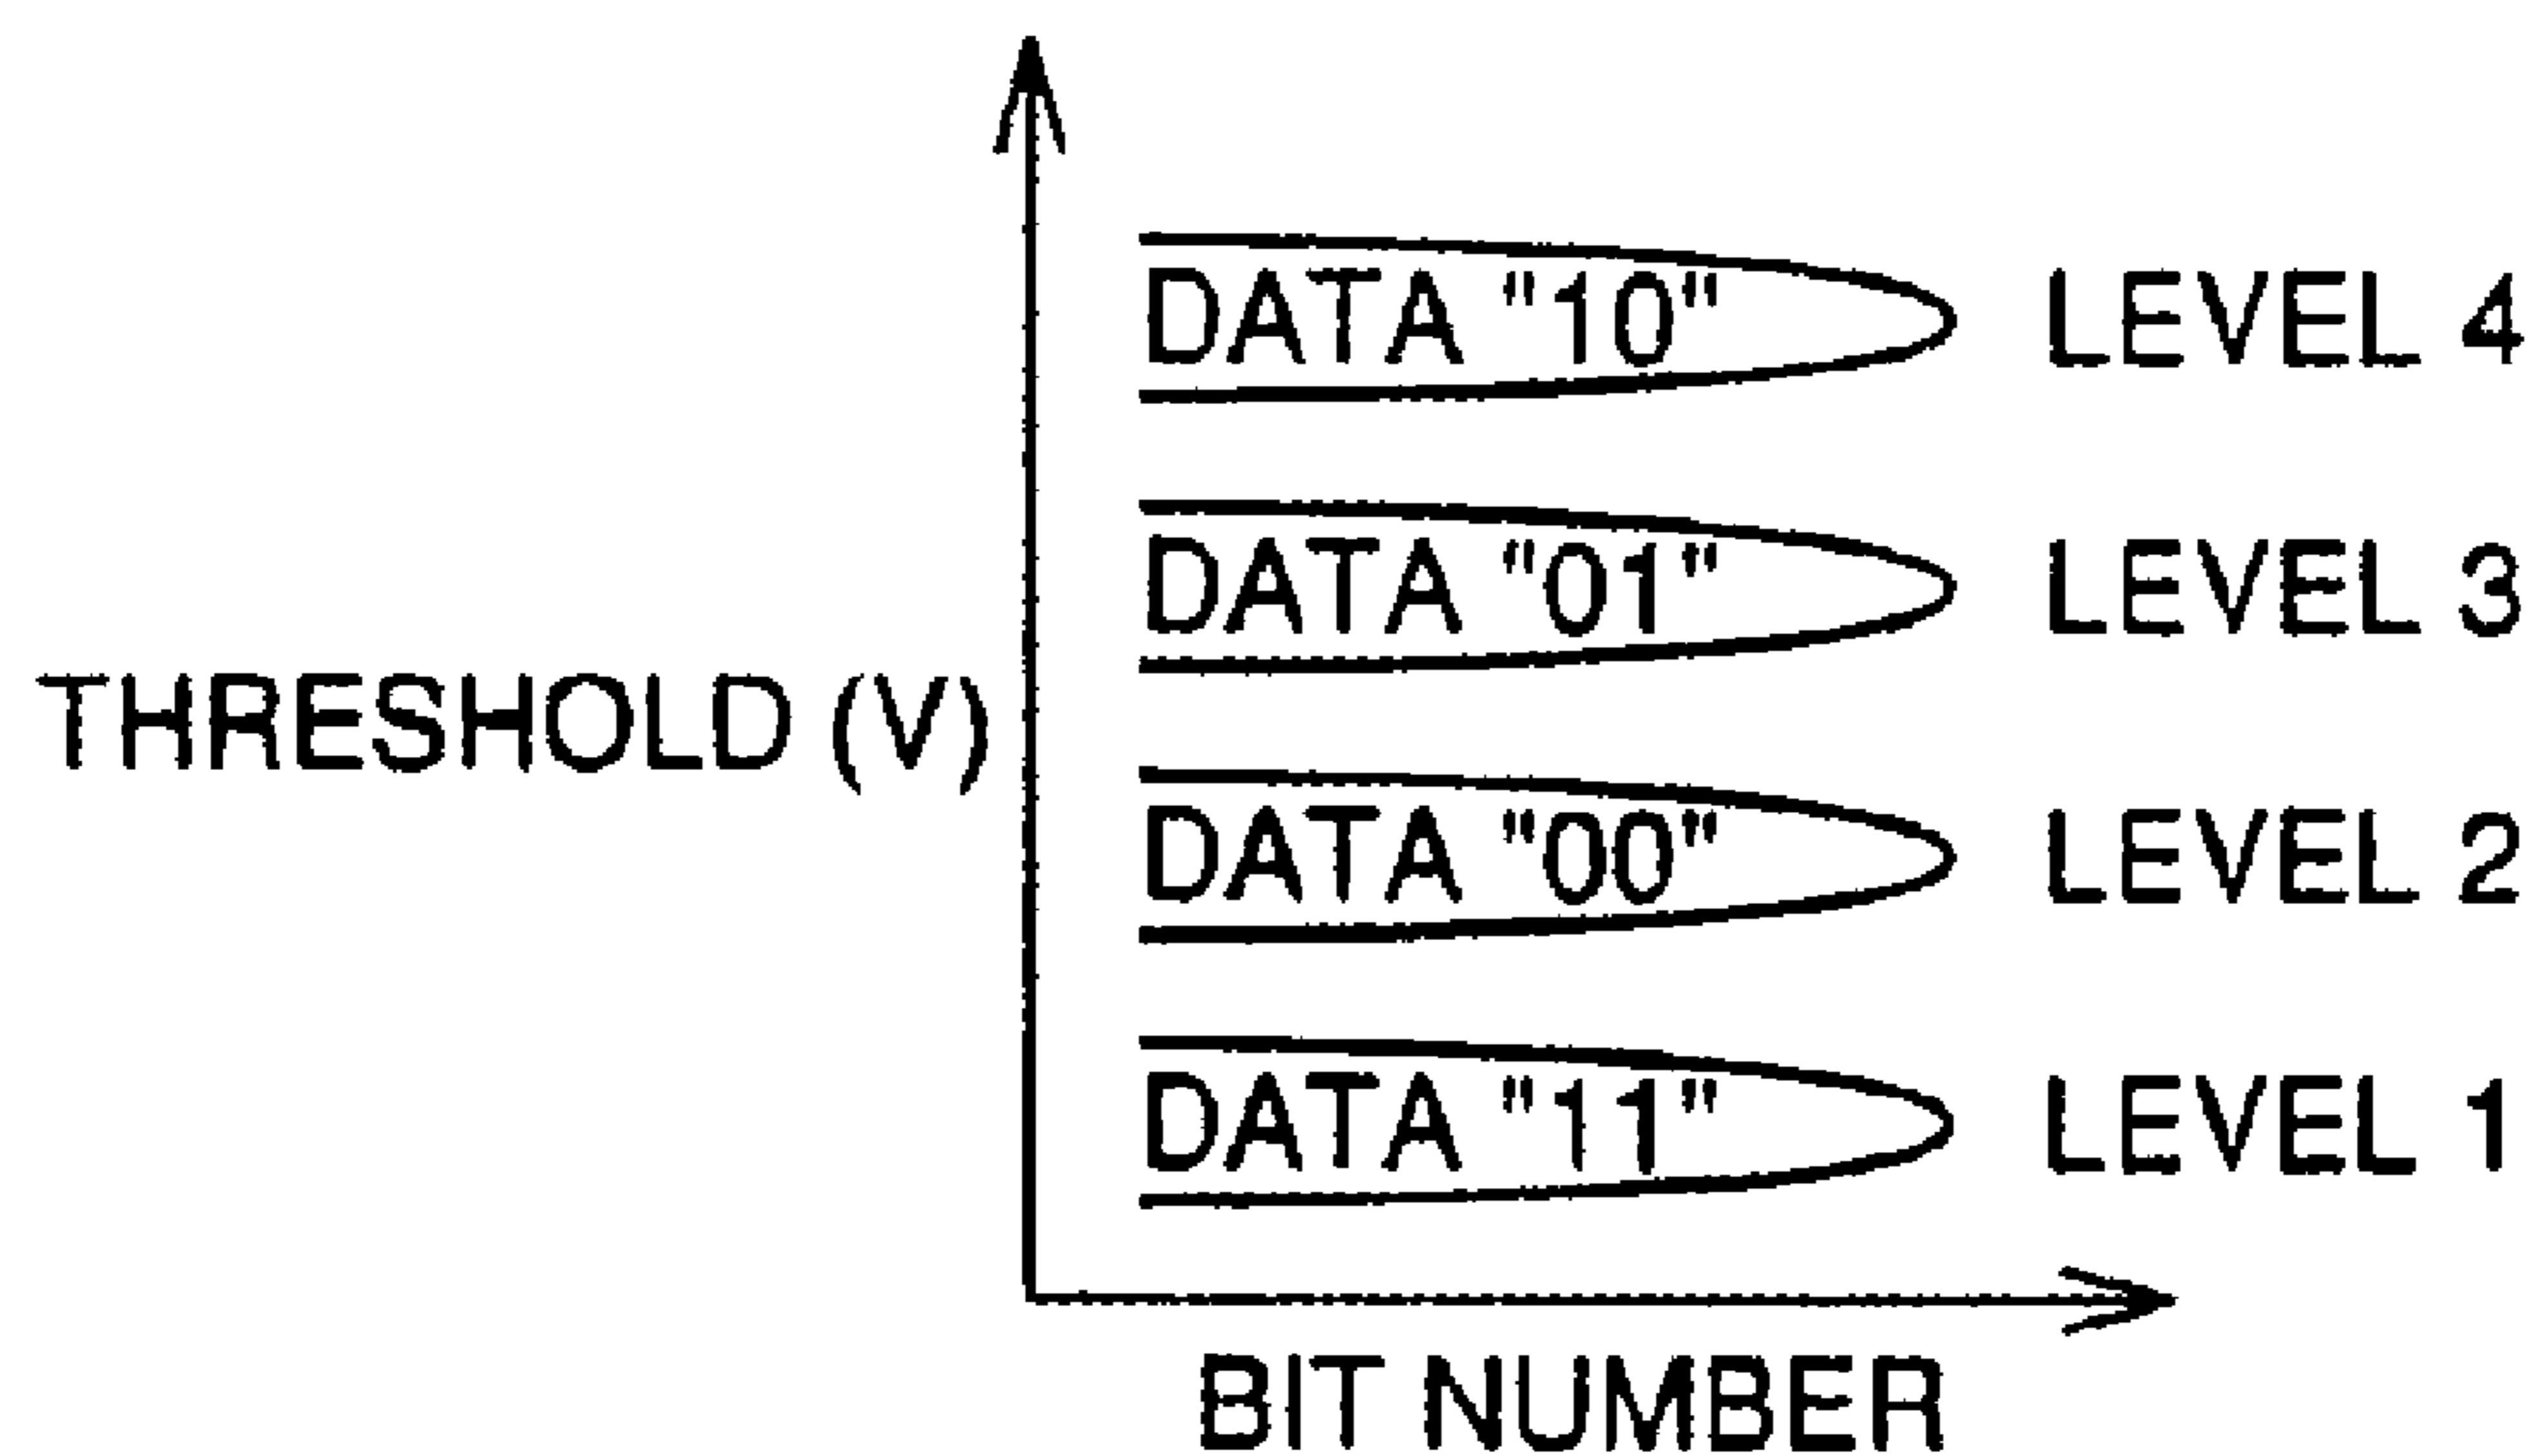 DATA "10" LEVEL 4
DATA "01" LEVEL 3
THRESHOLD (V)
DATA "00" LEVEL 2
DATA "11" LEVEL 1
BIT NUMBER